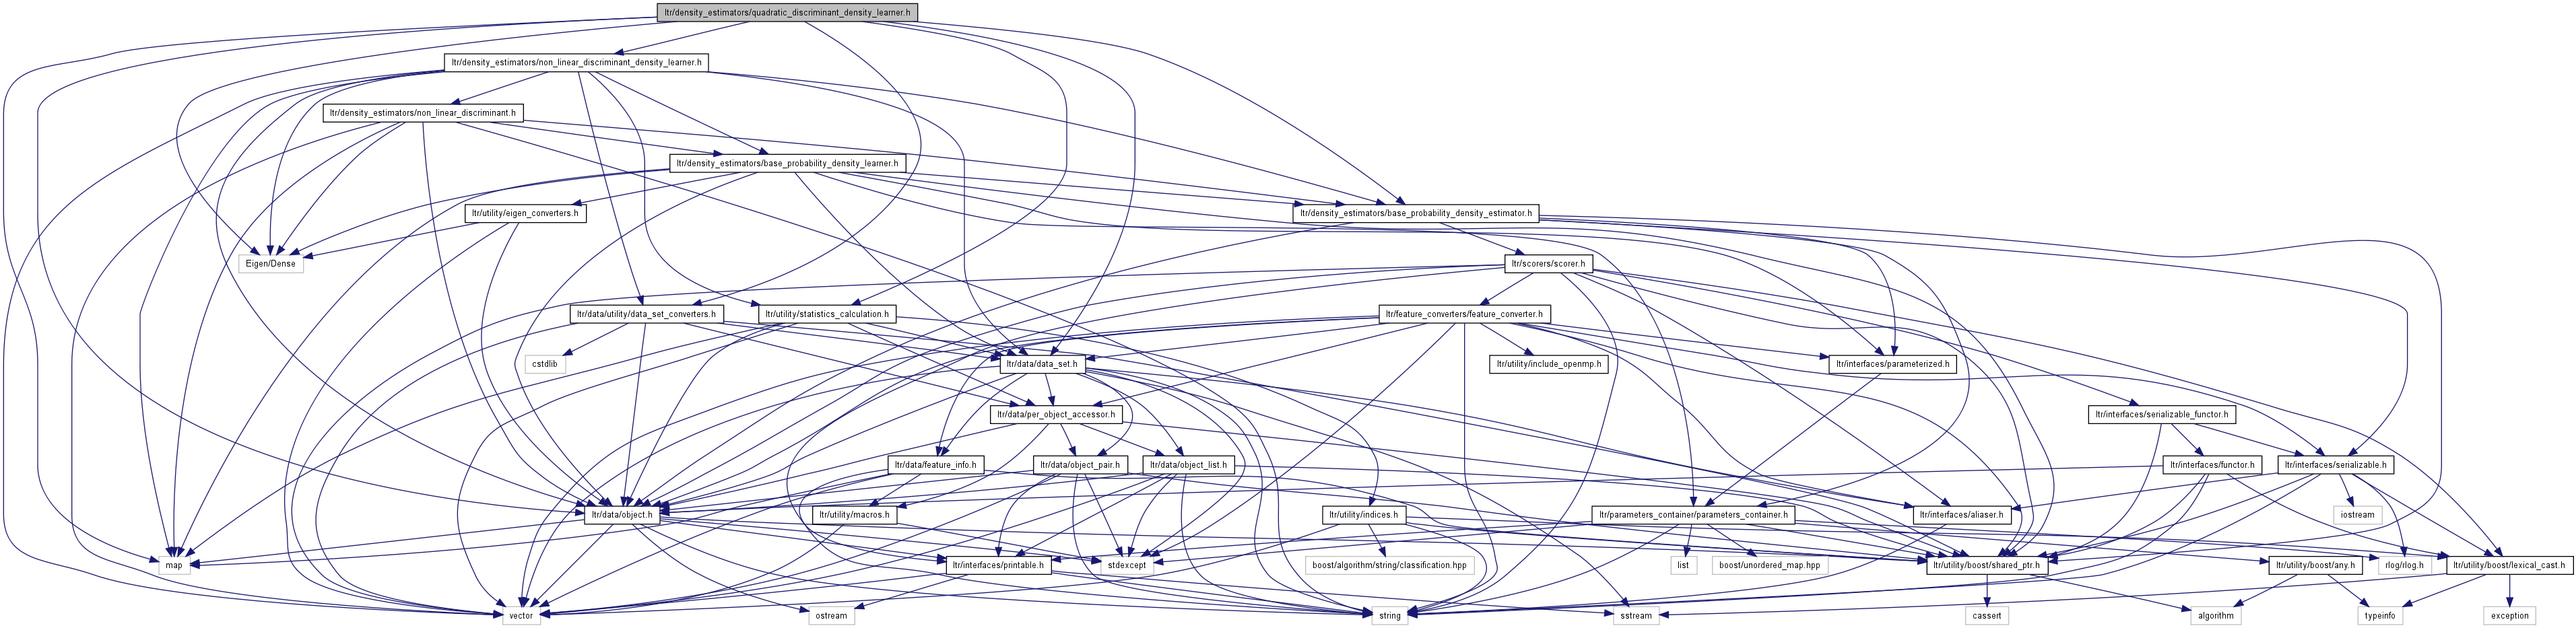 ltr/density_estimators/quadratic_discriminant_density_learner.h
ltr/density_estimators/non_linear_discriminant_density_learner.h
ltr/density_estimators/non_linear_discriminant.h
ltr/density_estimators/base_probability_density_learner.h
ltr/utility/eigen_converters.h
ltr/density_estimators/base_probability_density_estimator.h
Eigen/Dense
ltr/scorers/scorer.h
ltr/data/utility/data_set_converters.h
ltr/utility/statistics_calculation.h
ltr/feature_converters/feature_converter.h
cstdlib
ltr/data/data_set.h
ltr/utility/include_openmp.h
ltr/interfaces/parameterized.h
ltr/data/per_object_accessor.h
ltr/interfaces/serializable_functor.h
ltr/data/feature_info.h
ltr/data/object_pair.h
ltr/data/object_list.h
ltr/interfaces/functor.h
ltr/interfaces/serializable.h
ltr/data/object.h
ltr/utility/macros.h
ltr/utility/indices.h
ltr/parameters_container/parameters_container.h
ltr/interfaces/aliaser.h
iostream
map
ltr/interfaces/printable.h
stdexcept
boost/algorithm/string/classification.hpp
list
boost/unordered_map.hpp
ltr/utility/boost/shared_ptr.h
ltr/utility/boost/any.h
rlog/rlog.h
ltr/utility/boost/lexical_cast.h
vector
ostream
string
sstream
cassert
algorithm
typeinfo
exception